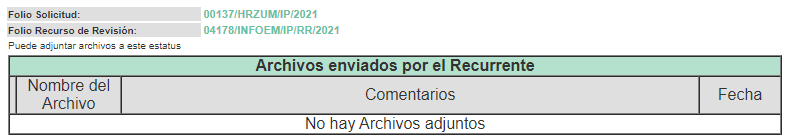 Folio Solicitud: 00137/HRZUM/IP/2021
Folio Recurso de Revisión: 04178/INFOEM/IP/RR/2021
Puede adjuntar archivos a este estatus
Archivos enviados por el Recurrente
Nombre del Archivo Comentarios Fecha
No hay Archivos adjuntos